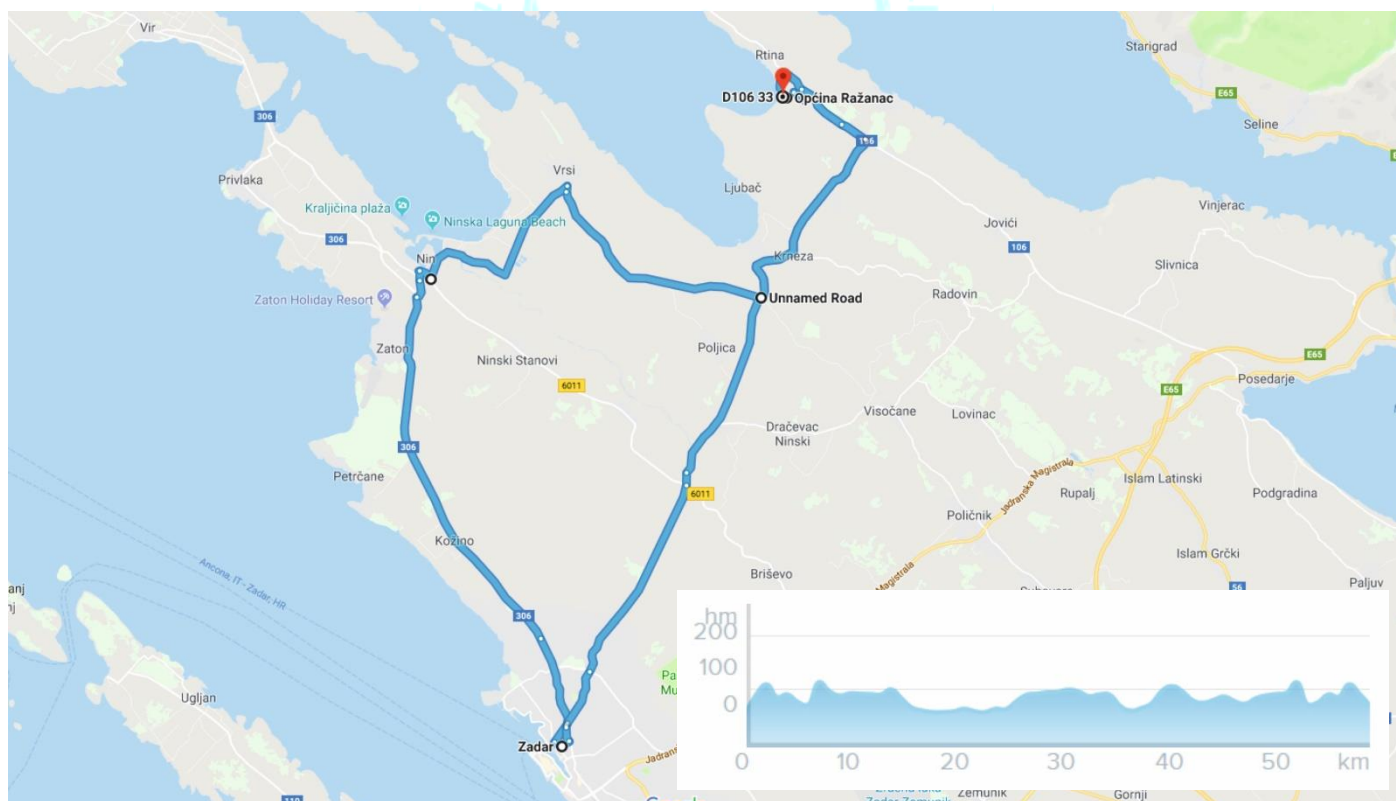 Vir
Rtina
Starigrad
D106 33
Općina Ražanac
E65
306
Seline
106
Vrsi
Privlaka
Ljubač
Kraljičina plaža
Ninska Laguna Beach
Vinjerac
Jovići
306
106
Nin
Krneza
Slivnica
Zaton Holiday Resort
Unnamed Road
Radovin
Zaton
Poljica
Ninski Stanovi
E65
Posedarje
6011
E65
Visočane
Lovinac
Dračevac
Ninski
306
Jadranska Magistrala
Petrčane
Islam Latinski
6011
Rupalj
Podgradina
Poličnik
Kožino
Islam Grčki
Ancona, IT - Zadar, HR
Briševo
Magistrala
Paljuv
56
306
hm
200
100
0
Ugljan
Zadar
0
10
20
30
40
50
km
Zemunik
Gornji
110